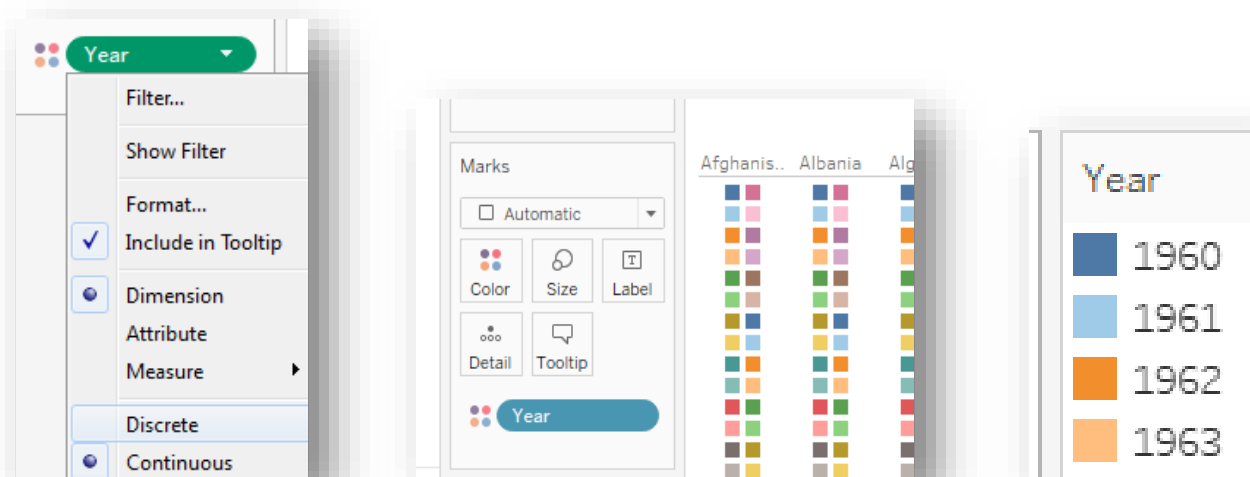 Year
Filter...
Show Filter
Format...
Include in Tooltip
Dimension
Attribute
Measure
Discrete
Continuous
Marks
Automatic
Color Size Label
Detail Tooltip
Year
Afghanis.. Albania Alg
Year
1960
1961
1962
1963